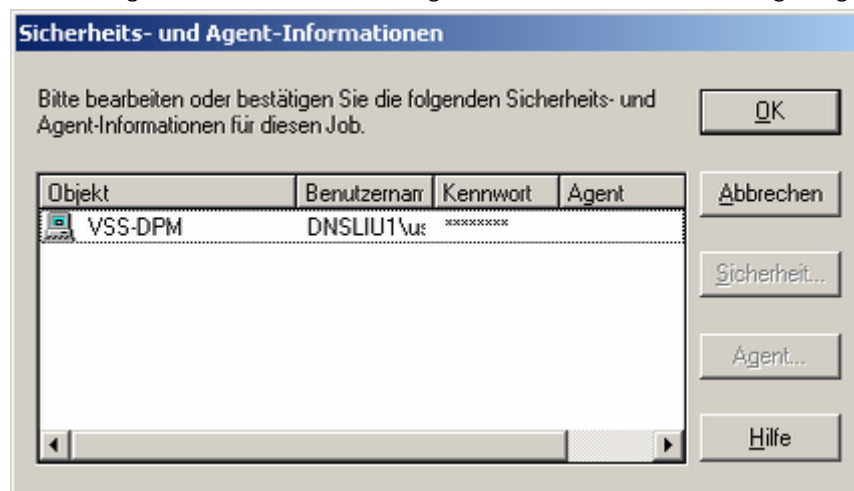 Sicherheits- und Agent-Informationen
Bitte bearbeiten oder bestätigen Sie die folgenden Sicherheits- und
Agent-Informationen für diesen Job.
OK
Objekt Benutzernam Kennwort Agent
Abbrechen
VSS-DPM DNSLIU1\us ********
Sicherheit...
Agent...
Hilfe